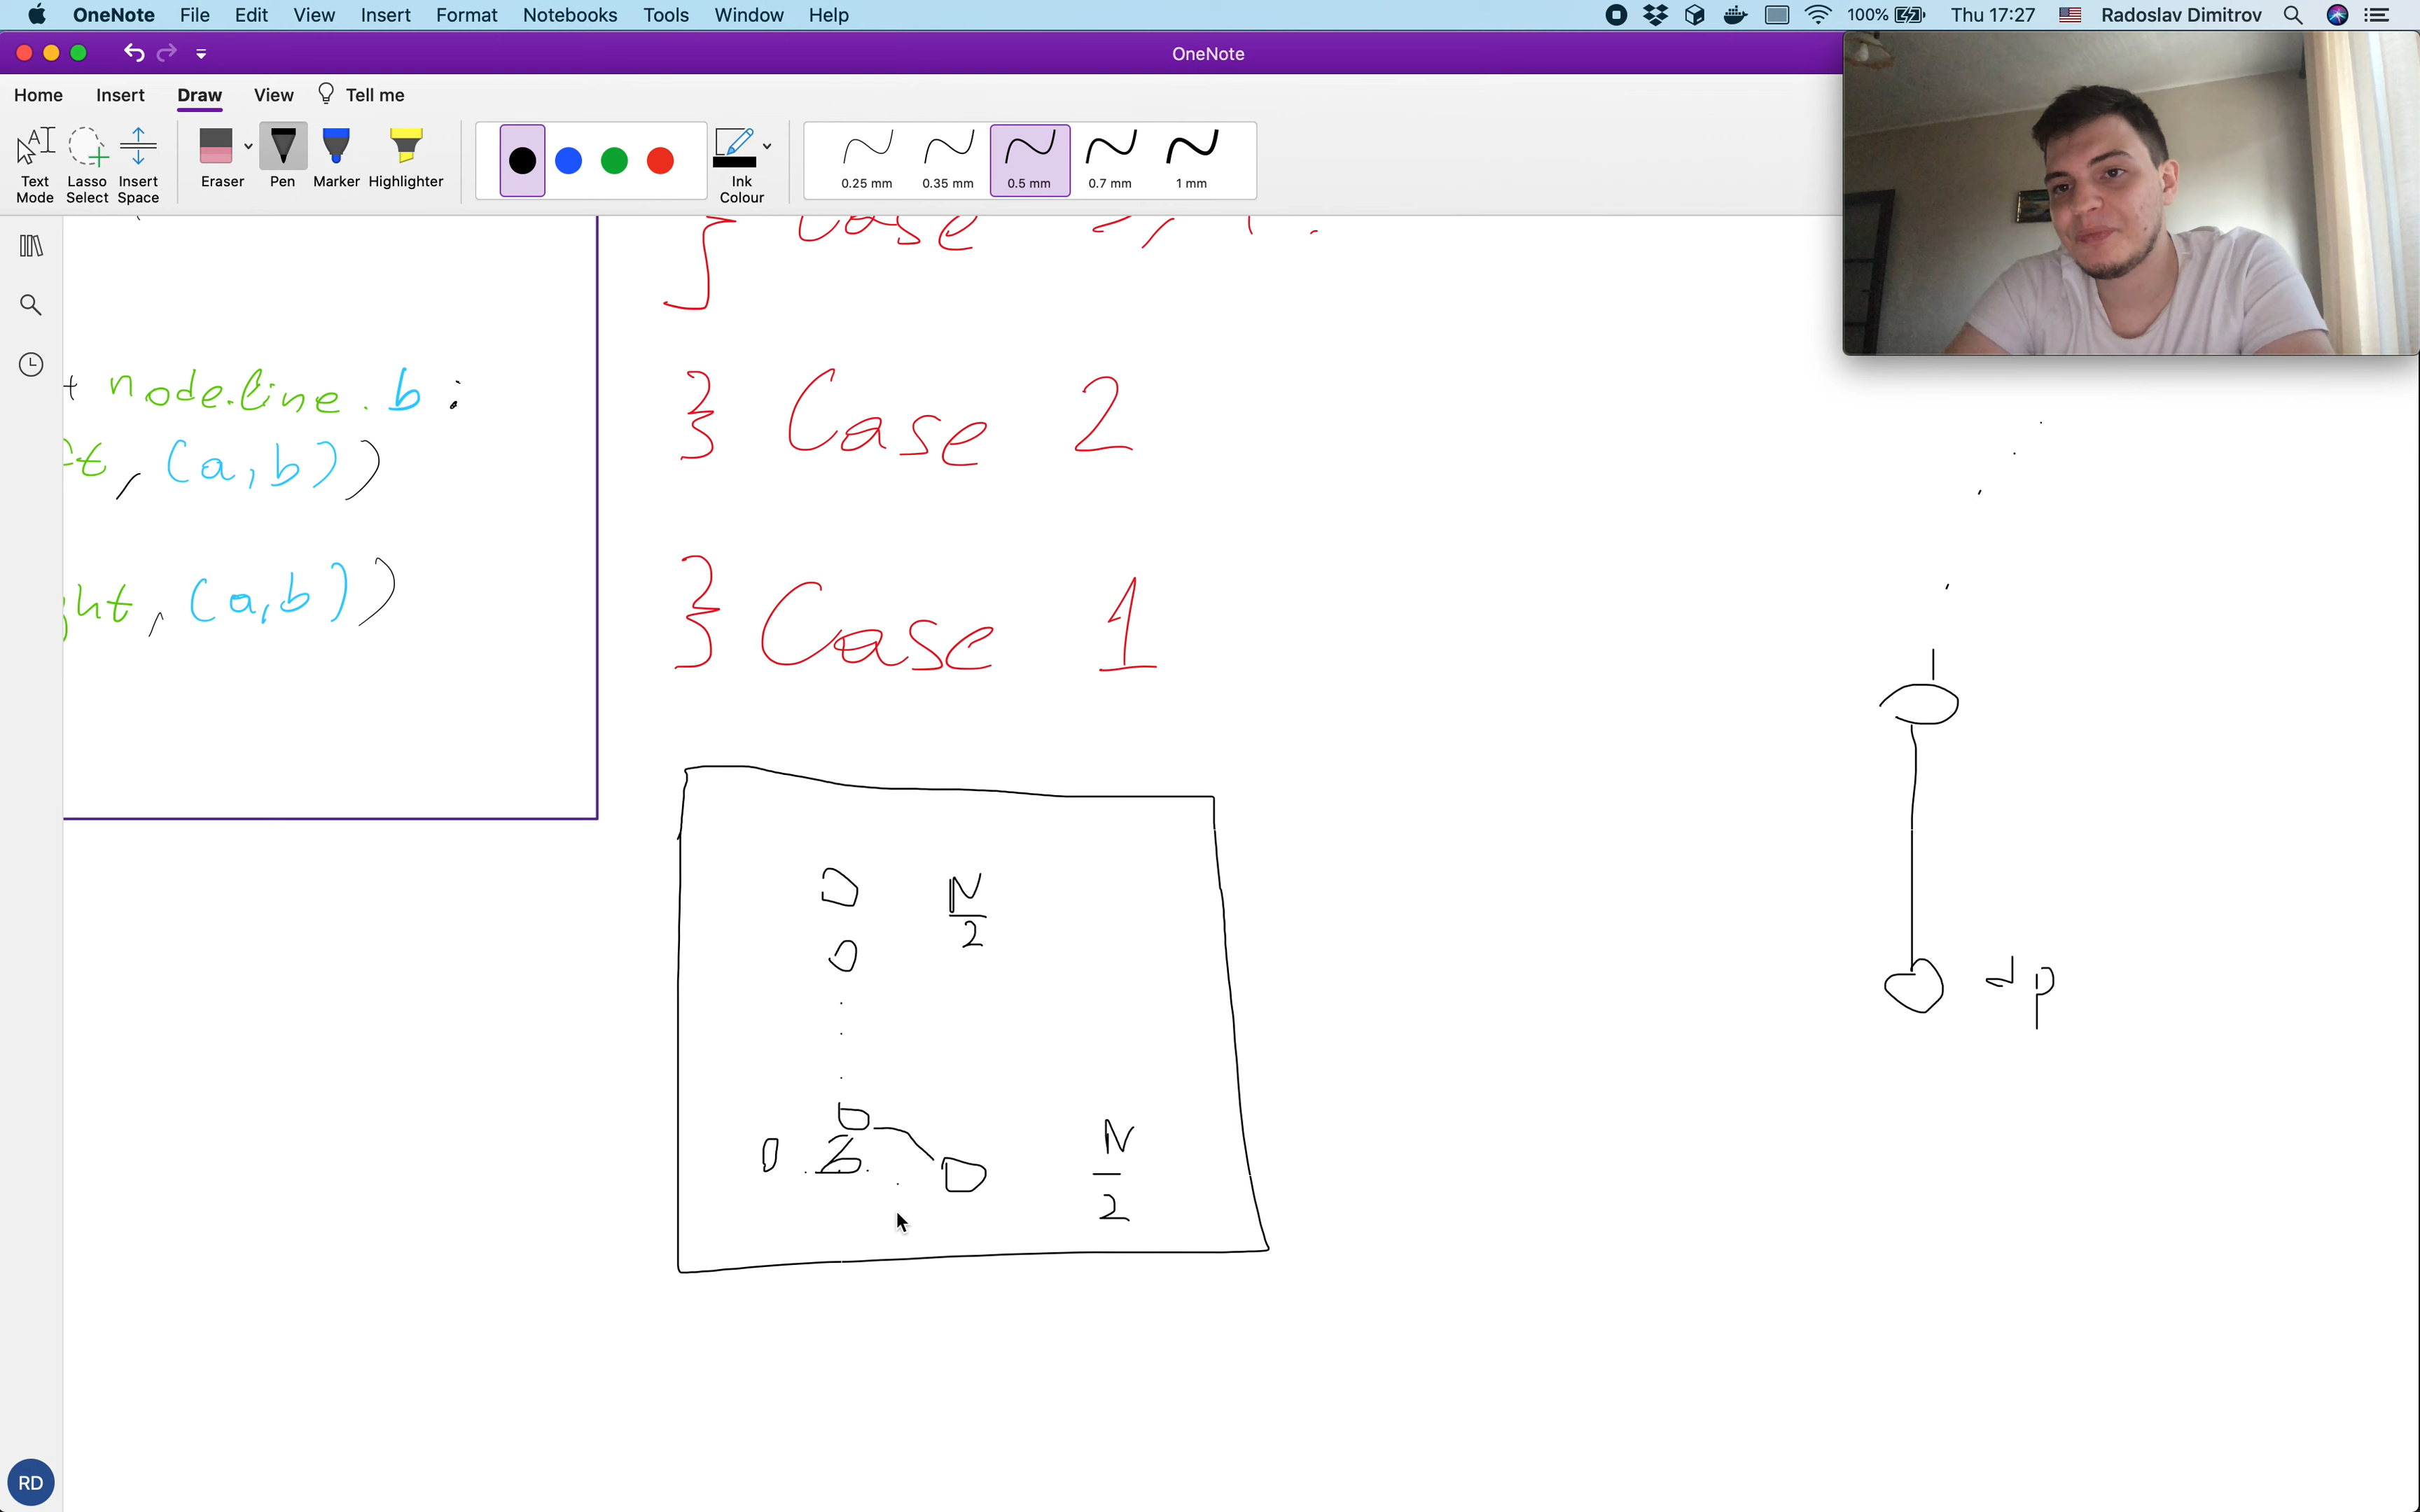 OneNote File Edit View Insert Format Notebooks Tools Window Help 100% Thu 17:27 Radoslav Dimitrov
OneNote
Home Insert Draw View Tell me
Text Mode Lasso Select Insert Space Eraser Pen Marker Highlighter Ink Colour 0.25 mm 0.35 mm 0.5 mm 0.7 mm 1 mm
Case
+ node.line.b;
Case 2
t, (a,b))
ht, (a,b))
Case 1
N
2
dp
N
2
RD